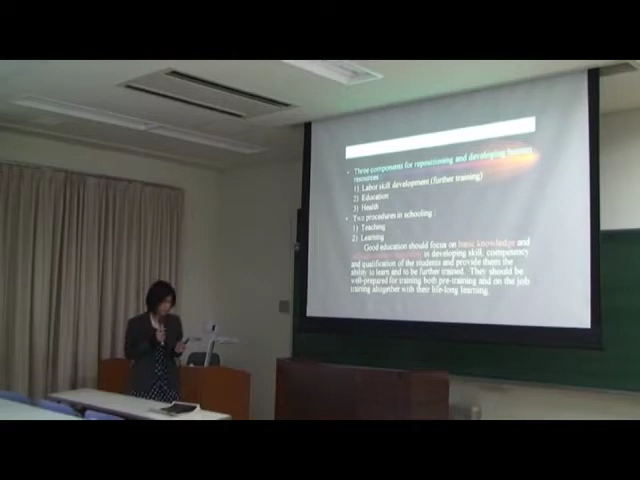 • Three components for repositioning and developing human
resources
1) Labor skill development (further training)
2) Education
3) Health
• Two procedures in schooling
1) Teaching
2) Learning
Good education should focus on basic knowledge and
in developing skill, competency
and qualification of the students and provide them the
ability to learn and to be further trained. They should be
well-prepared for training both pre-training and on the job
training altogether with their life-long learning.